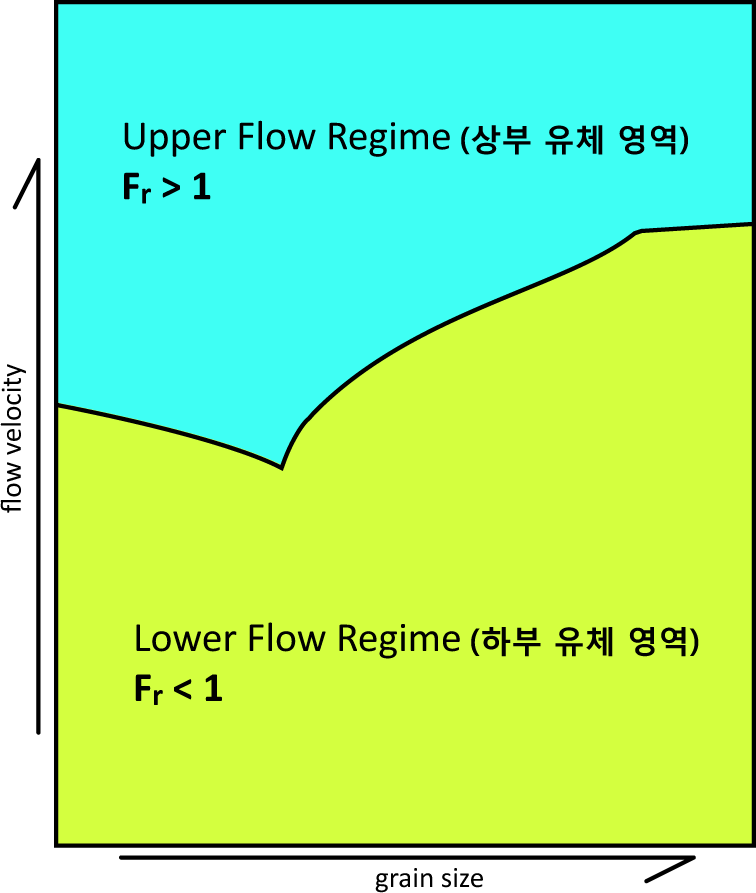 Upper Flow Regime (상부 유체 영역)
Fr > 1
flow velocity
Lower Flow Regime (하부 유체 영역)
Fr < 1
grain size